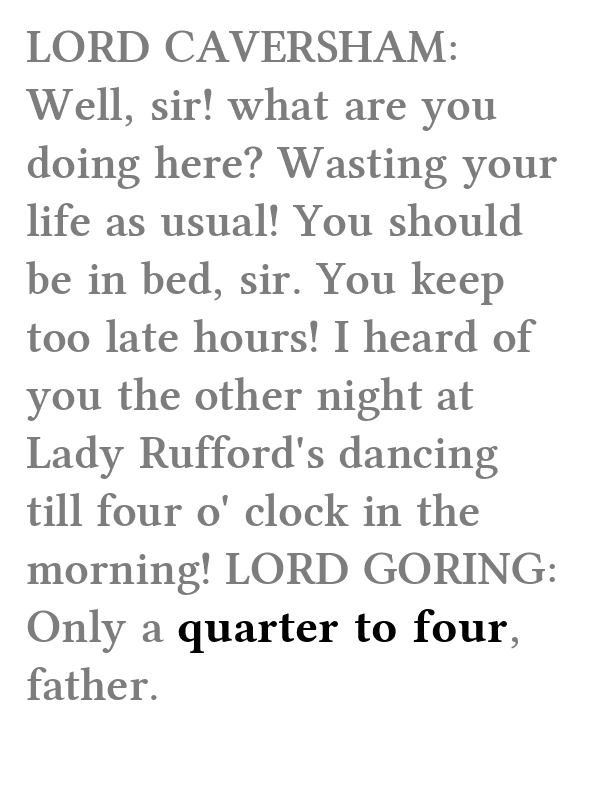 LORD CAVERSHAM:
Well, sir! what are you
doing here? Wasting your
life as usual! You should
be in bed, sir. You keep
too late hours! I heard of
you the other night at
Lady Rufford's dancing
till four o' clock in the
morning! LORD GORING:
Only a quarter to four,
father.